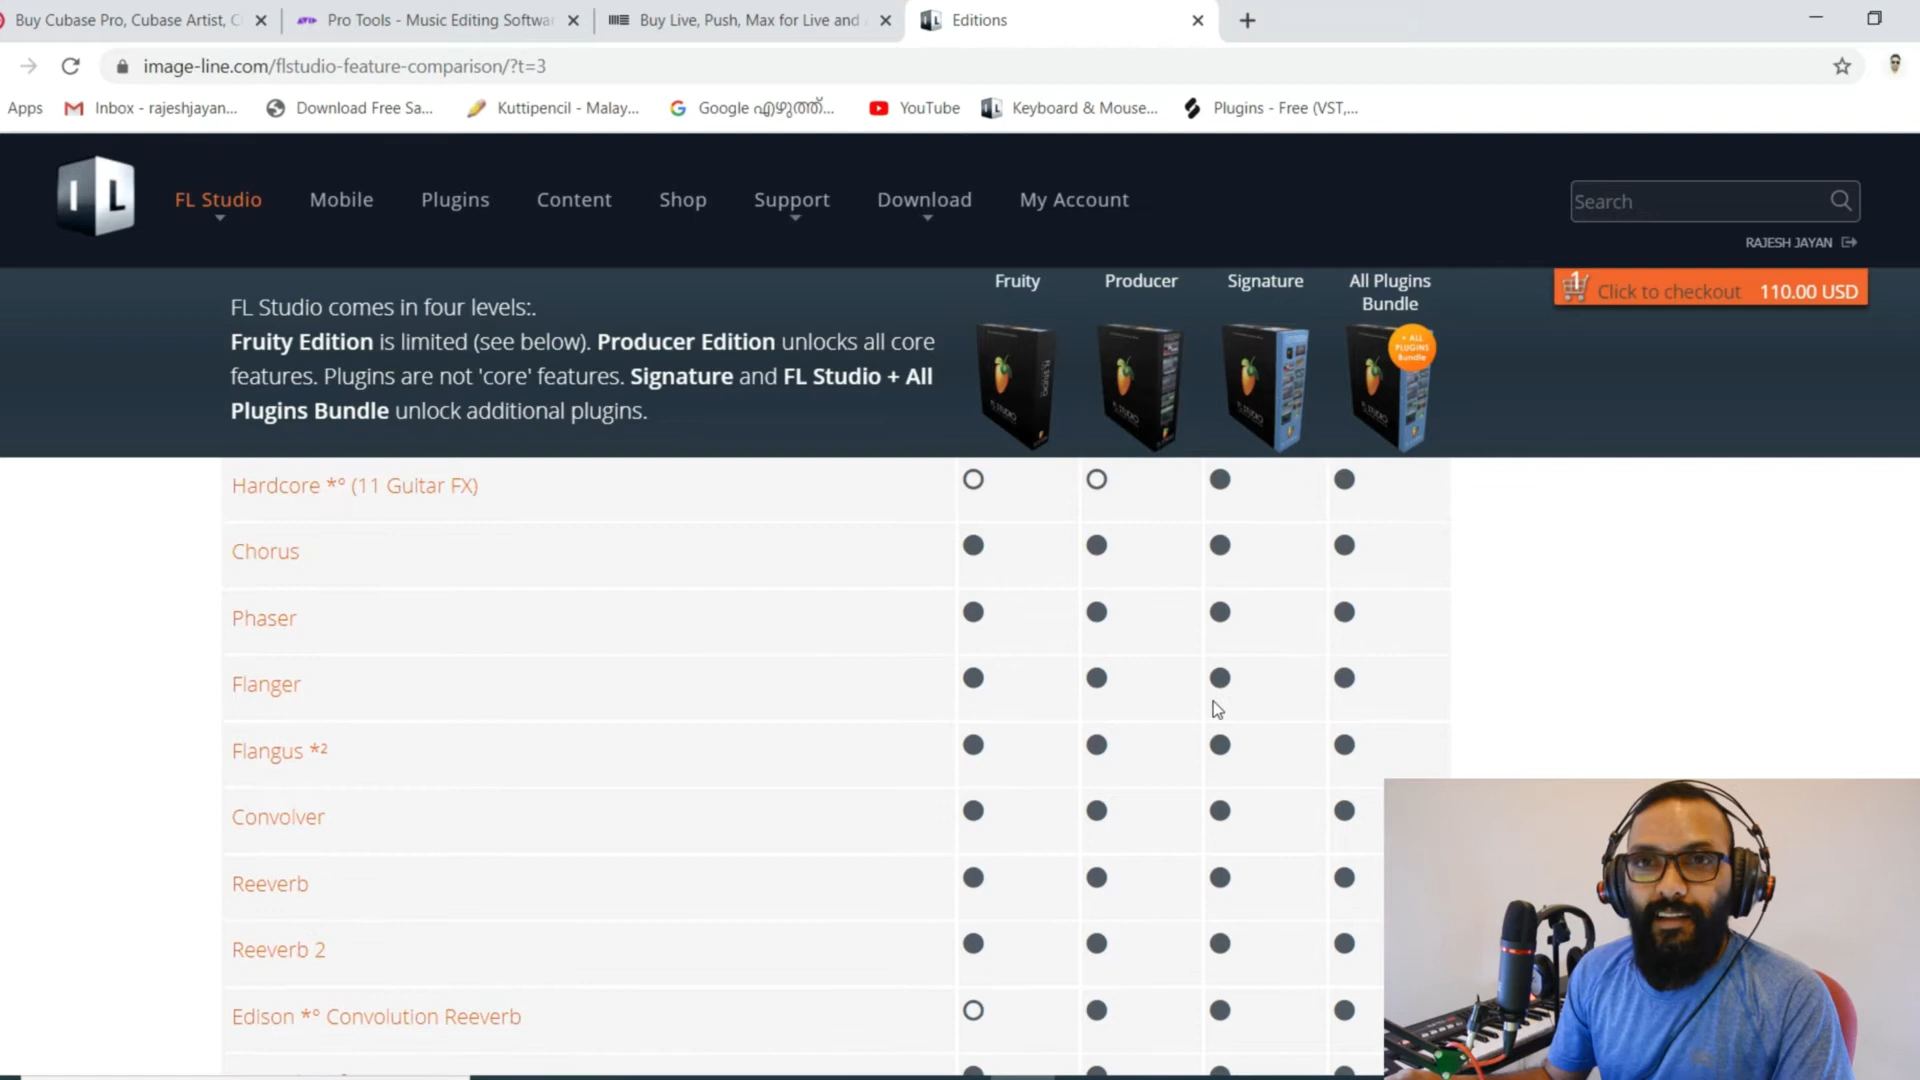 Buy Cubase Pro, Cubase Artist, C
AVID Pro Tools - Music Editing Softwa
Buy Live, Push, Max for Live and
Editions
image-line.com/flstudio-feature-comparison/?t=3
Apps
Inbox - rajeshjayan...
Download Free Sa...
Kuttipencil - Malay...
Google എഴുത്ത്...
YouTube
Keyboard & Mouse...
Plugins - Free (VST,...
IL
FL Studio
Mobile
Plugins
Content
Shop
Support
Download
My Account
Search
RAJESH JAYAN
1
Click to checkout 110.00 USD
Fruity
Producer
Signature
All Plugins
Bundle
FL Studio comes in four levels:.
Fruity Edition is limited (see below). Producer Edition unlocks all core
features. Plugins are not 'core' features. Signature and FL Studio + All
Plugins Bundle unlock additional plugins.
+ ALL
PLUGINS
Bundle
Hardcore *° (11 Guitar FX)
Chorus
Phaser
Flanger
Flangus *²
Convolver
Reeverb
Reeverb 2
Edison *° Convolution Reeverb